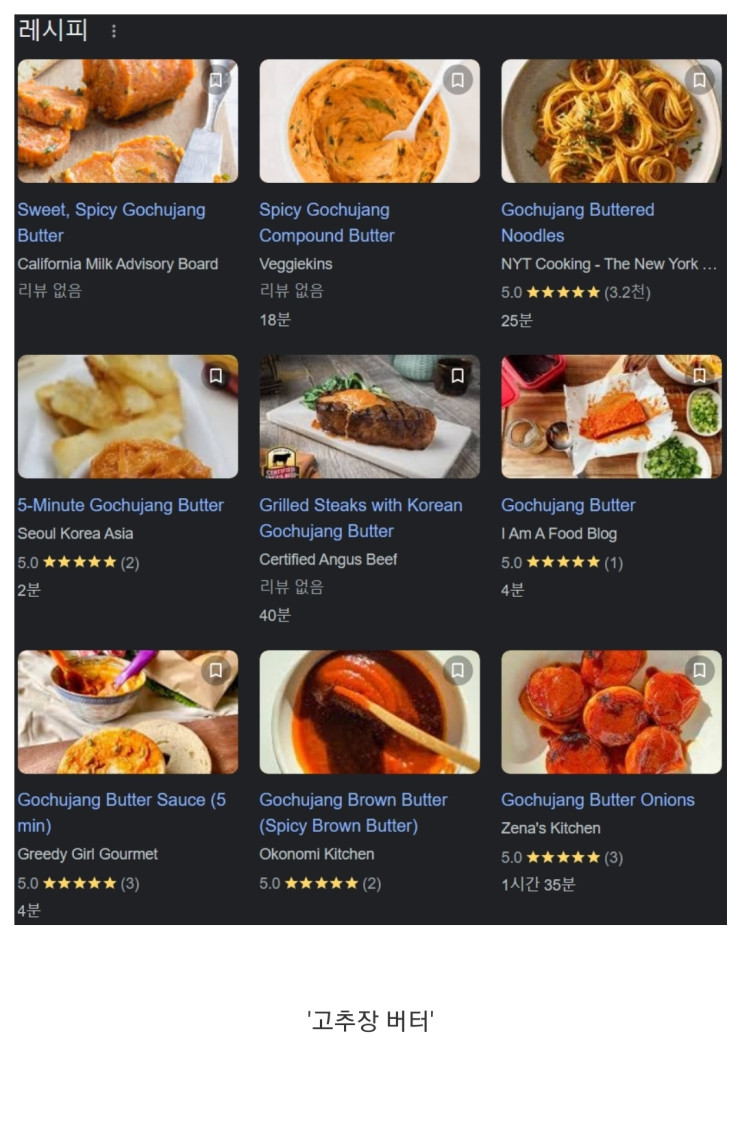 레시피
Sweet, Spicy Gochujang
Butter
California Milk Advisory Board
리뷰 없음
Spicy Gochujang
Compound Butter
Veggiekins
리뷰 없음
18분
Gochujang Buttered
Noodles
NYT Cooking - The New York ...
5.0 ★★★★★ (3.2천)
25분
5-Minute Gochujang Butter
Seoul Korea Asia
5.0 ★★★★★ (2)
2분
CERTIFIED
Grilled Steaks with Korean
Gochujang Butter
Certified Angus Beef
리뷰 없음
40분
Gochujang Butter
I Am A Food Blog
5.0 ★★★★★ (1)
4분
Gochujang Butter Sauce (5
min)
Greedy Girl Gourmet
5.0 ★★★★★ (3)
4분
Gochujang Brown Butter
(Spicy Brown Butter)
Okonomi Kitchen
5.0 ★★★★★ (2)
Gochujang Butter Onions
Zena's Kitchen
5.0 ★★★★★ (3)
1시간 35분
'고추장 버터'